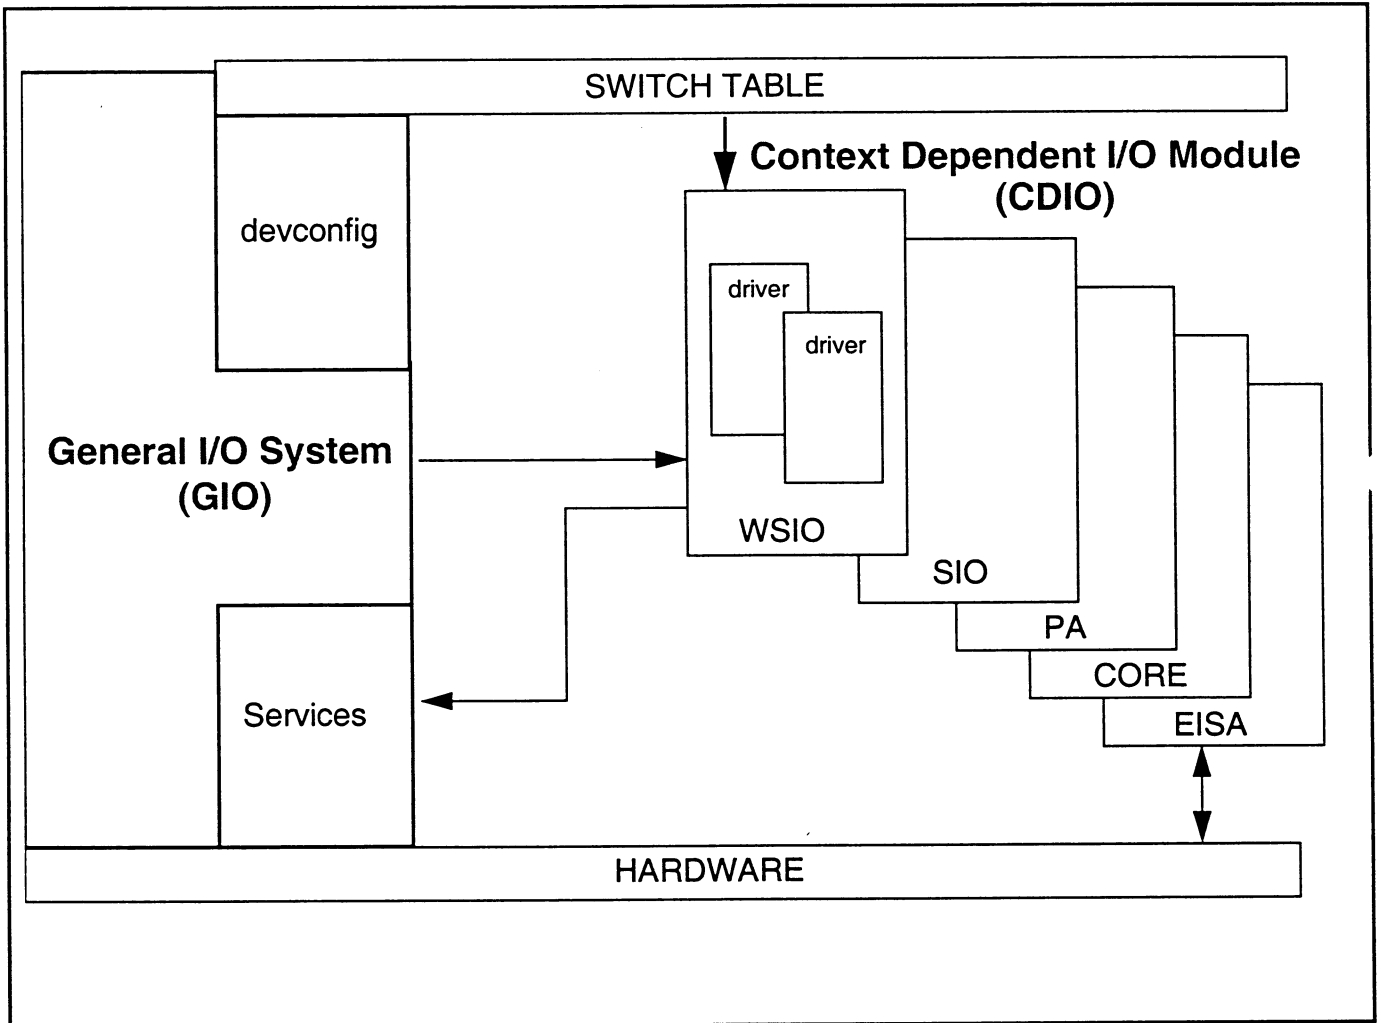 SWITCH TABLE
Context Dependent I/O Module
(CDIO)
devconfig
driver
driver
General I/O System
(GIO)
WSIO
SIO
PA
CORE
EISA
Services
HARDWARE